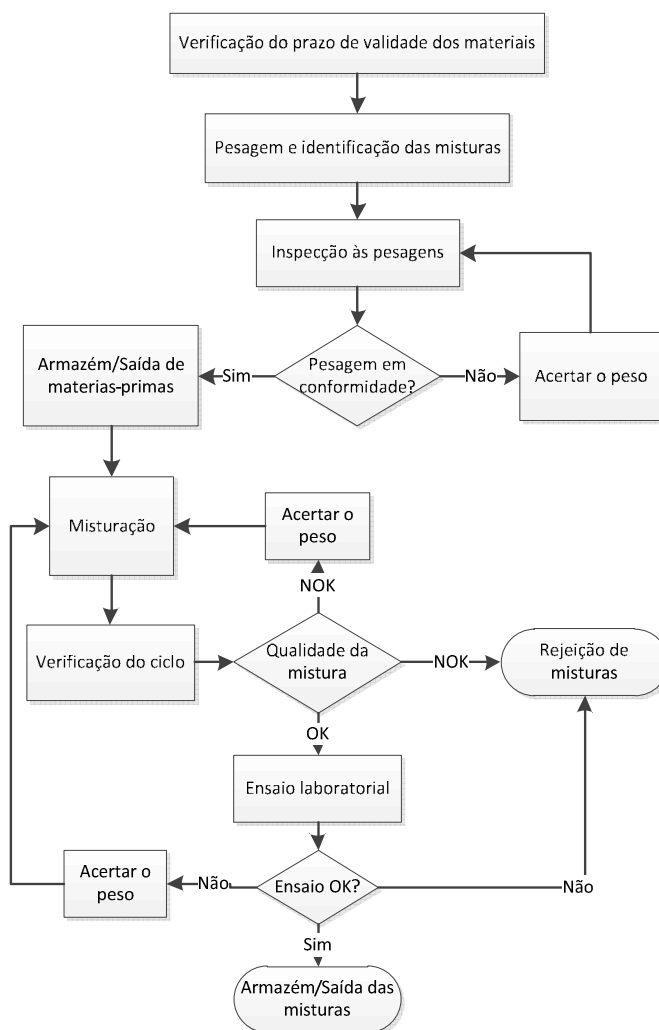 Verificação do prazo de validade dos materiais
Pesagem e identificação das misturas
Inspecção às pesagens
Armazém/Saída de
materias-primas
Sim
Pesagem em
conformidade?
Não
Acertar o peso
Misturação
Acertar o
peso
NOK
Verificação do ciclo
Qualidade da
mistura
NOK
Rejeição de
misturas
OK
Ensaio laboratorial
Acertar o
peso
Não
Ensaio OK?
Não
Sim
Armazém/Saída das
misturas